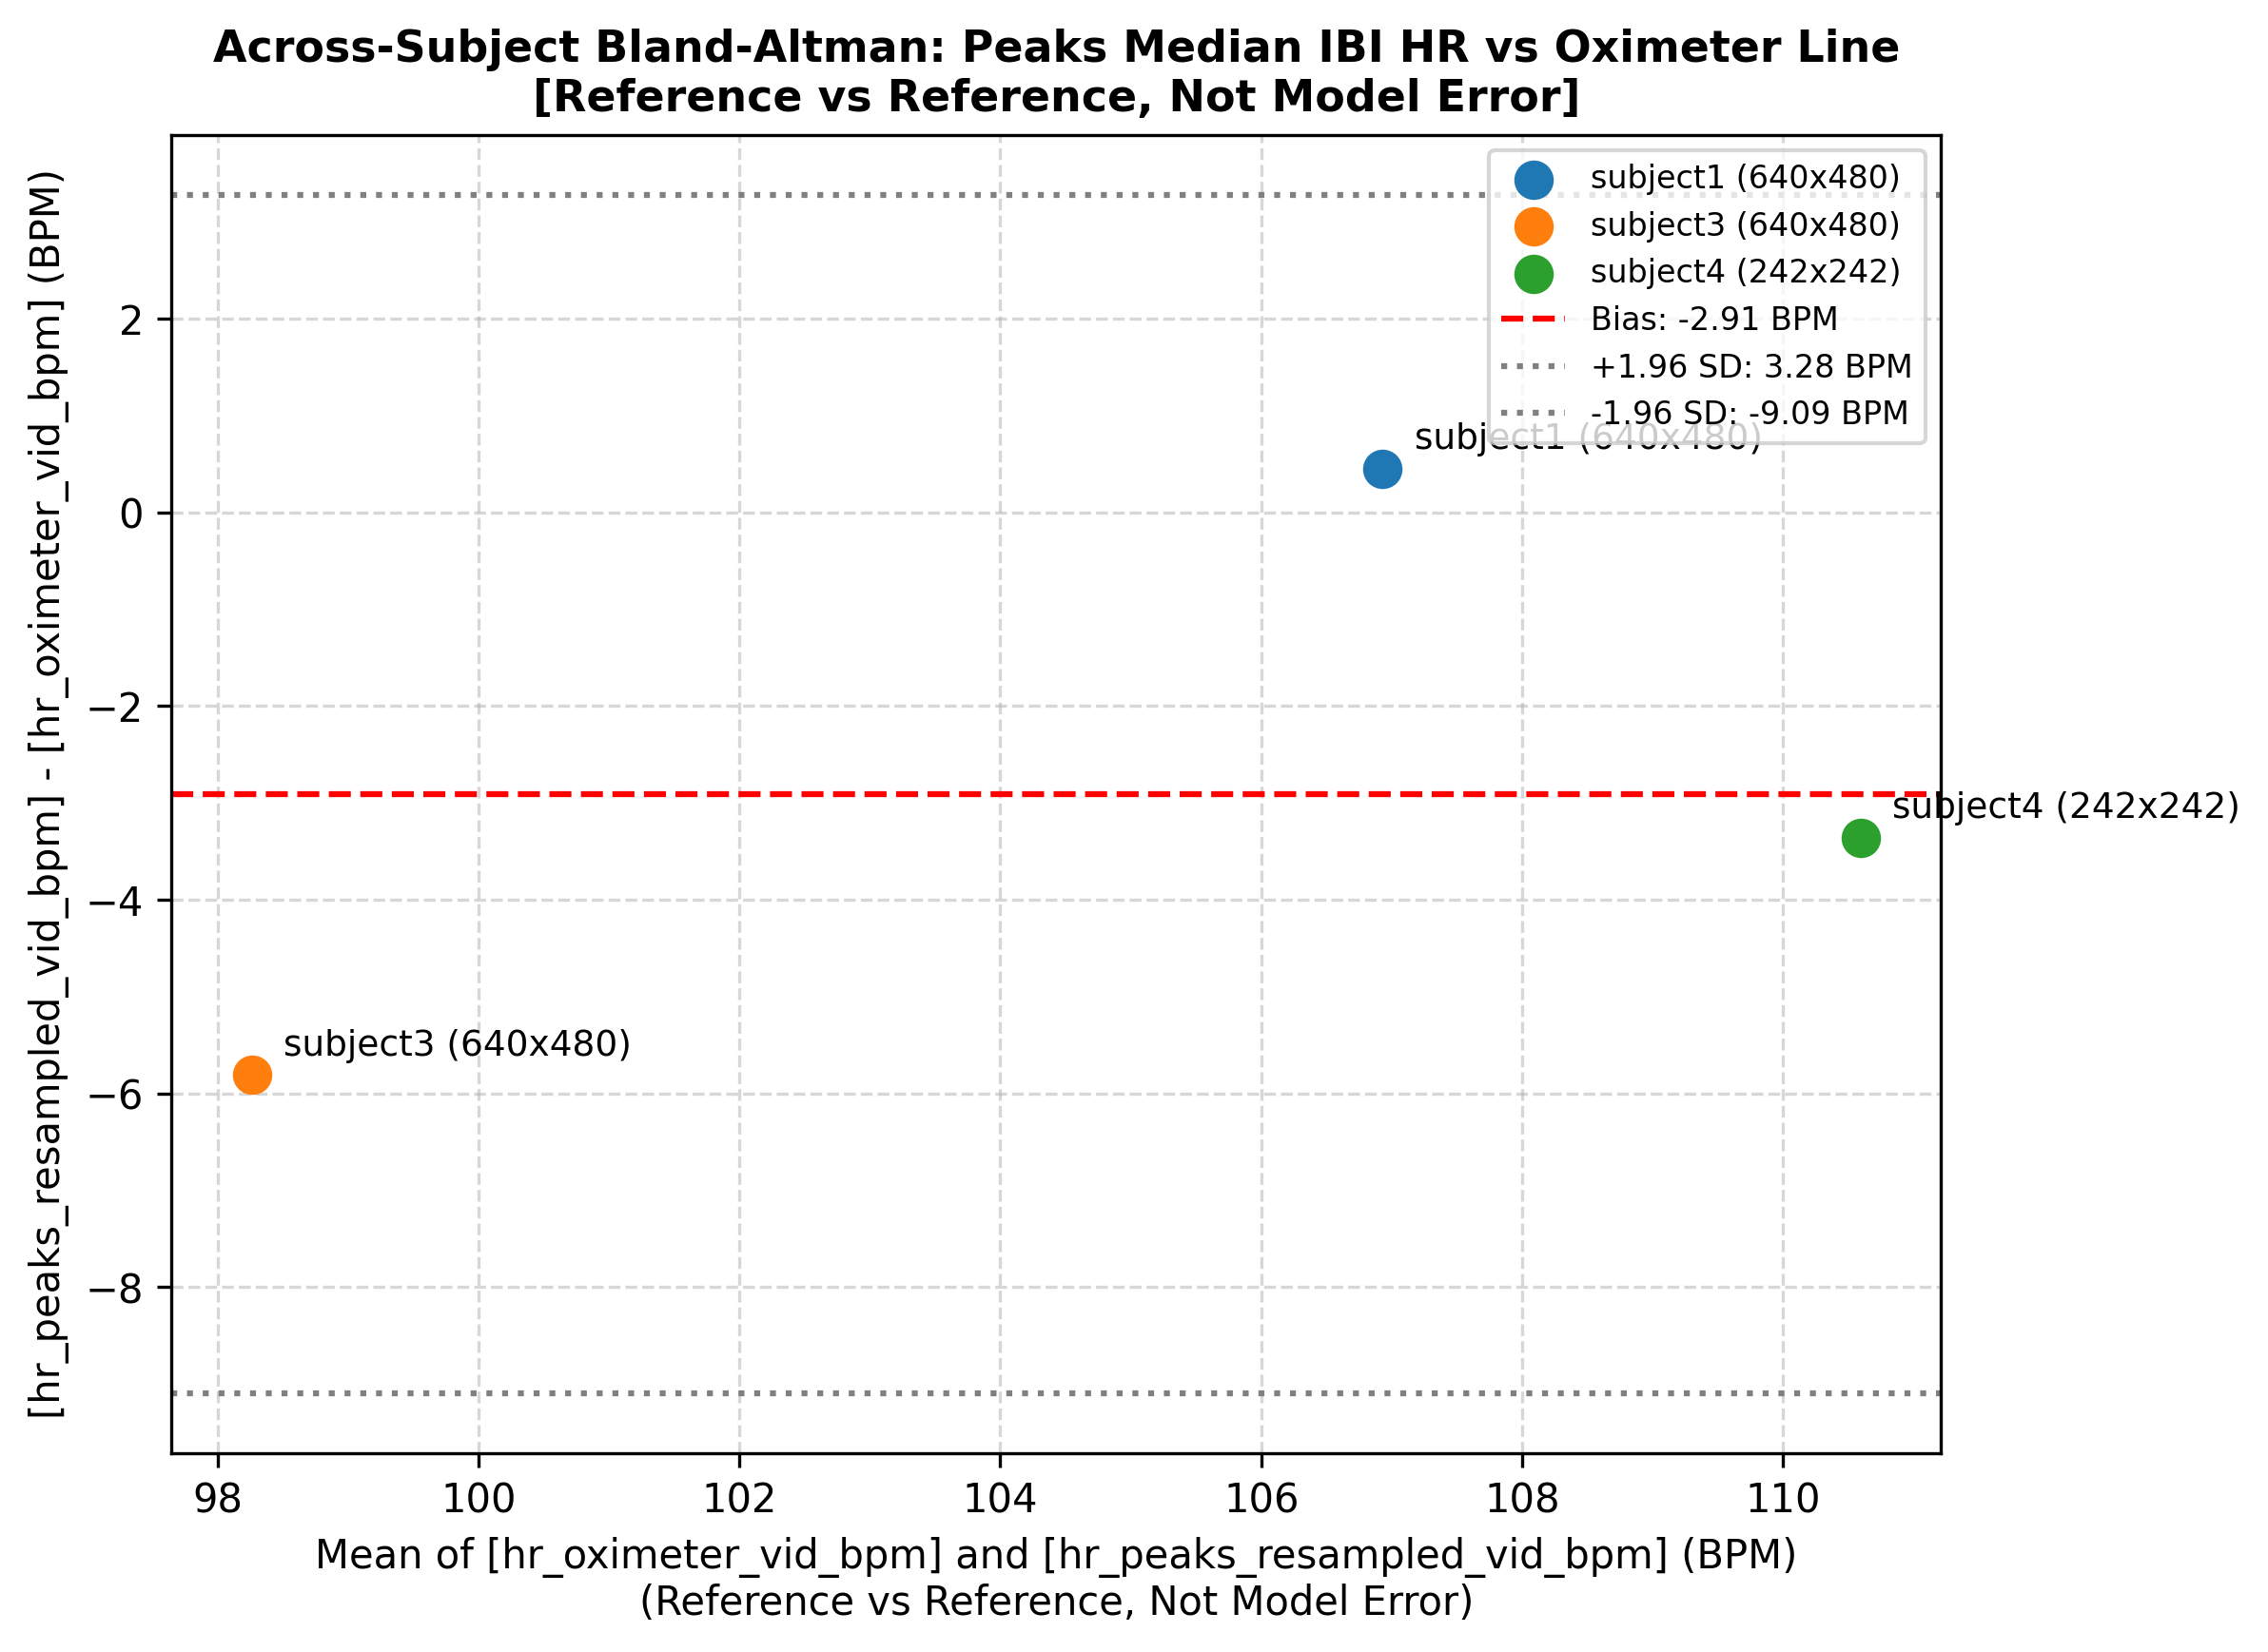 Across-Subject Bland-Altman: Peaks Median IBI HR vs Oximeter Line
[Reference vs Reference, Not Model Error]
[hr_peaks_resampled_vid_bpm] - [hr_oximeter_vid_bpm] (BPM)
2
0
−2
−4
−6
−8
subject1 (640x480)
subject3 (640x480)
subject4 (242x242)
Bias: -2.91 BPM
+1.96 SD: 3.28 BPM
-1.96 SD: -9.09 BPM
subject1 (640x480)
subject4 (242x242)
subject3 (640x480)
98 100 102 104 106 108 110
Mean of [hr_oximeter_vid_bpm] and [hr_peaks_resampled_vid_bpm] (BPM)
(Reference vs Reference, Not Model Error)